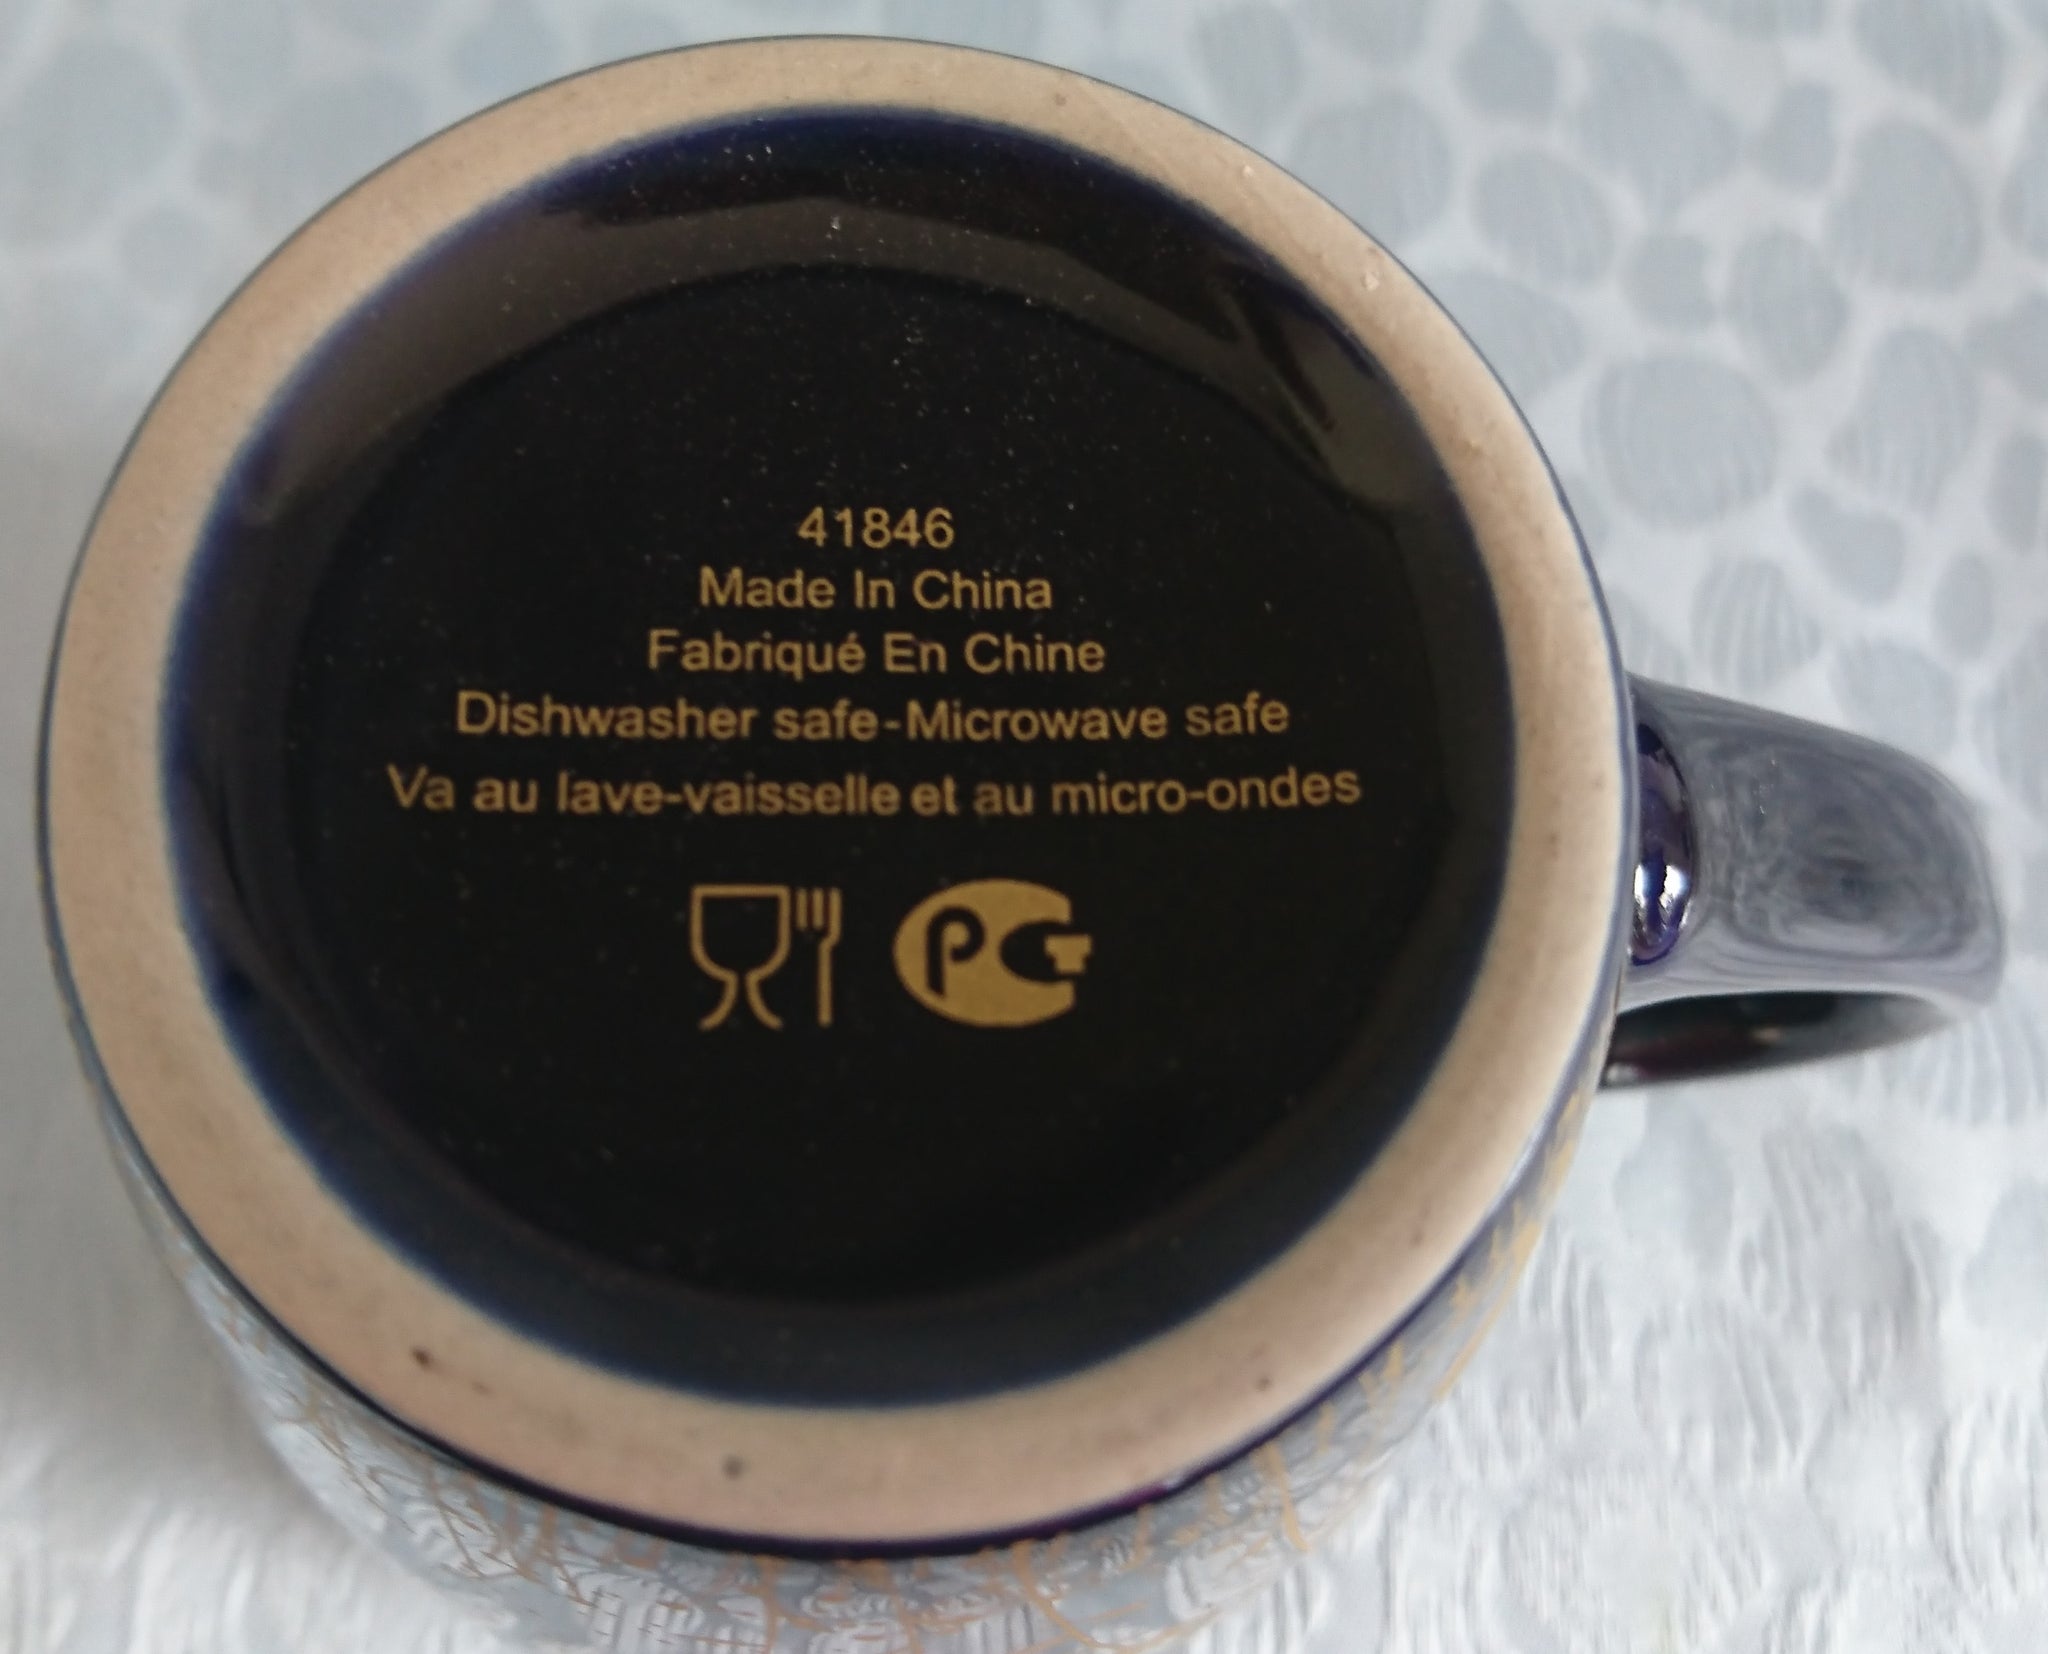 41846
Made In China
Fabriqué En Chine
Dishwasher safe-Microwave safe
Va au lave-vaisselle et au micro-ondes
PG